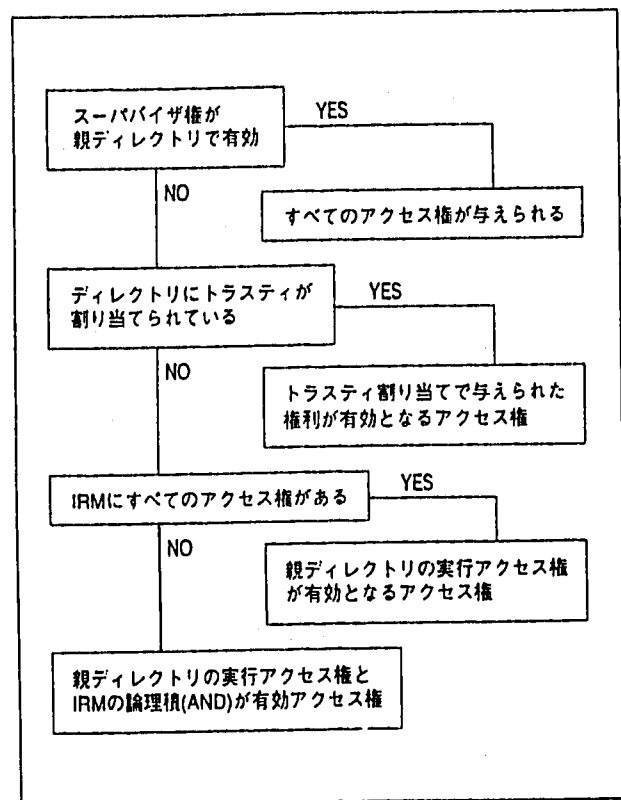 スーパバイザ権が
親ディレクトリで有効
YES
NO
すべてのアクセス権が与えられる
ディレクトリにトラスティが
割り当てられている
YES
NO
トラスティ割り当てで与えられた
権利が有効となるアクセス権
IRMにすべてのアクセス権がある
YES
NO
親ディレクトリの実行アクセス権
が有効となるアクセス権
親ディレクトリの実行アクセス権と
IRMの論理積(AND)が有効アクセス権